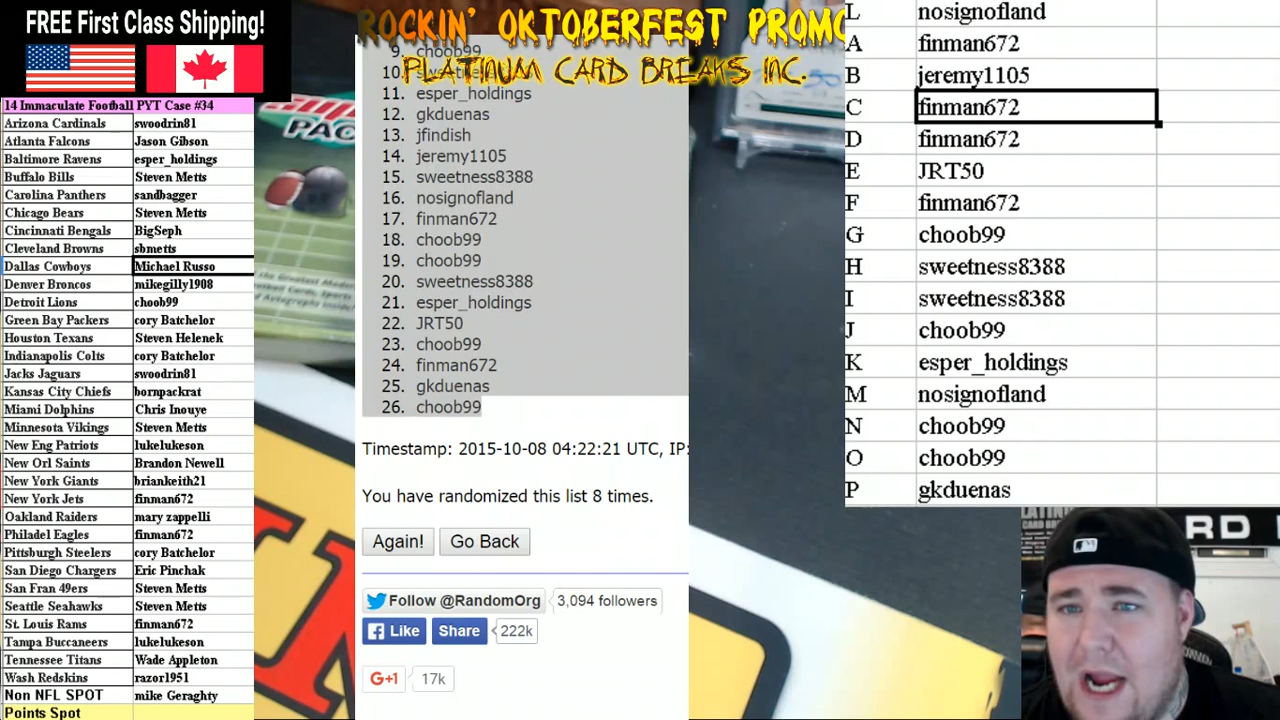 FREE First Class Shipping!
14 Immaculate Football PYT Case #34
Arizona Cardinals swoodrin81
Atlanta Falcons Jason Gibson
Baltimore Ravens esper_holdings
Buffalo Bills Steven Metts
Carolina Panthers sandbagger
Chicago Bears Steven Metts
Cincinnati Bengals BigSeph
Cleveland Browns sbmetts
Dallas Cowboys Michael Russo
Denver Broncos mikegilly1908
Detroit Lions choob99
Green Bay Packers cory Batchelor
Houston Texans Steven Helenek
Indianapolis Colts cory Batchelor
Jacks Jaguars swoodrin81
Kansas City Chiefs bornpackrat
Miami Dolphins Chris Inouye
Minnesota Vikings Steven Metts
New Eng Patriots lukelukeson
New Orl Saints Brandon Newell
New York Giants briankeith21
New York Jets finman672
Oakland Raiders mary zappelli
Philadel Eagles finman672
Pittsburgh Steelers cory Batchelor
San Diego Chargers Eric Pinchak
San Fran 49ers Steven Metts
Seattle Seahawks Steven Metts
St. Louis Rams finman672
Tampa Buccaneers lukelukeson
Tennessee Titans Wade Appleton
Wash Redskins razor1951
Non NFL SPOT mike Geraghty
Points Spot
ROCKIN' OKTOBERFEST PROMO
PLATINUM CARD BREAKS INC.
9. choob99
10.
11. esper_holdings
12. gkduenas
13. jfindish
14. jeremy1105
15. sweetness8388
16. nosignofland
17. finman672
18. choob99
19. choob99
20. sweetness8388
21. esper_holdings
22. JRT50
23. choob99
24. finman672
25. gkduenas
26. choob99
Timestamp: 2015-10-08 04:22:21 UTC, IP:
You have randomized this list 8 times.
Again! Go Back
Follow @RandomOrg 3,094 followers
Like Share 222k
G+1 17k
L nosignofland
A finman672
B jeremy1105
C finman672
D finman672
E JRT50
F finman672
G choob99
H sweetness8388
I sweetness8388
J choob99
K esper_holdings
M nosignofland
N choob99
O choob99
P gkduenas